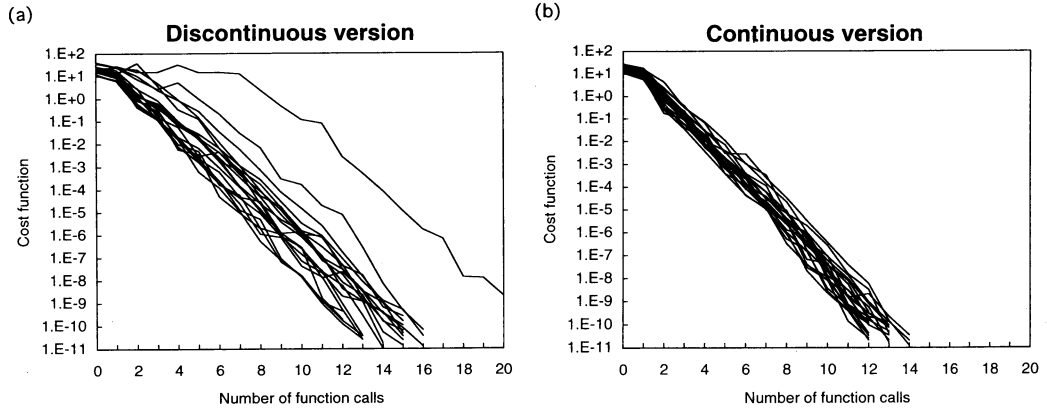 (a)
Discontinuous version
1.E+2
1.E+1
1.E+0
1.E-1
1.E-2
1.E-3
1.E-4
1.E-5
1.E-6
1.E-7
1.E-8
1.E-9
1.E-10
1.E-11
Cost function
0 2 4 6 8 10 12 14 16 18 20
Number of function calls
(b)
Continuous version
1.E+2
1.E+1
1.E+0
1.E-1
1.E-2
1.E-3
1.E-4
1.E-5
1.E-6
1.E-7
1.E-8
1.E-9
1.E-10
1.E-11
Cost function
0 2 4 6 8 10 12 14 16 18 20
Number of function calls